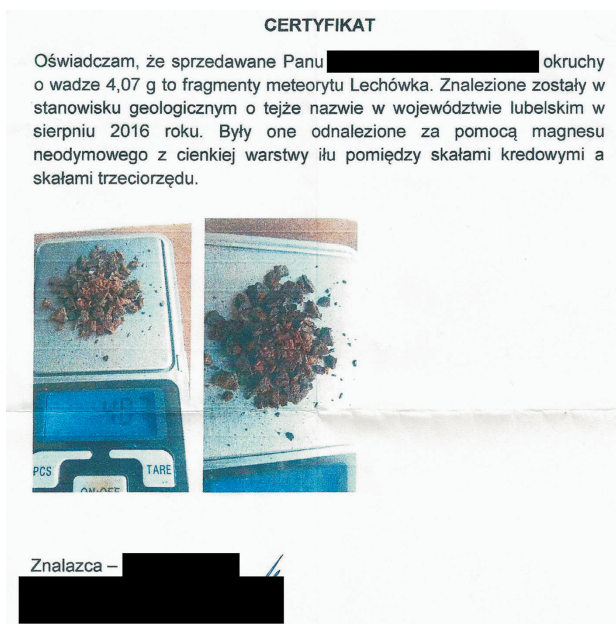 CERTYFIKAT
Oświadczam, że sprzedawane Panu okruchy
o wadze 4,07 g to fragmenty meteorytu Lechówka. Znalezione zostały w
stanowisku geologicznym o tejże nazwie w województwie lubelskim w
sierpniu 2016 roku. Były one odnalezione za pomocą magnesu
neodymowego z cienkiej warstwy iłu pomiędzy skałami kredowymi a
skałami trzeciorzędu.
PCS
TARE
ON:OFF
Znalazca –